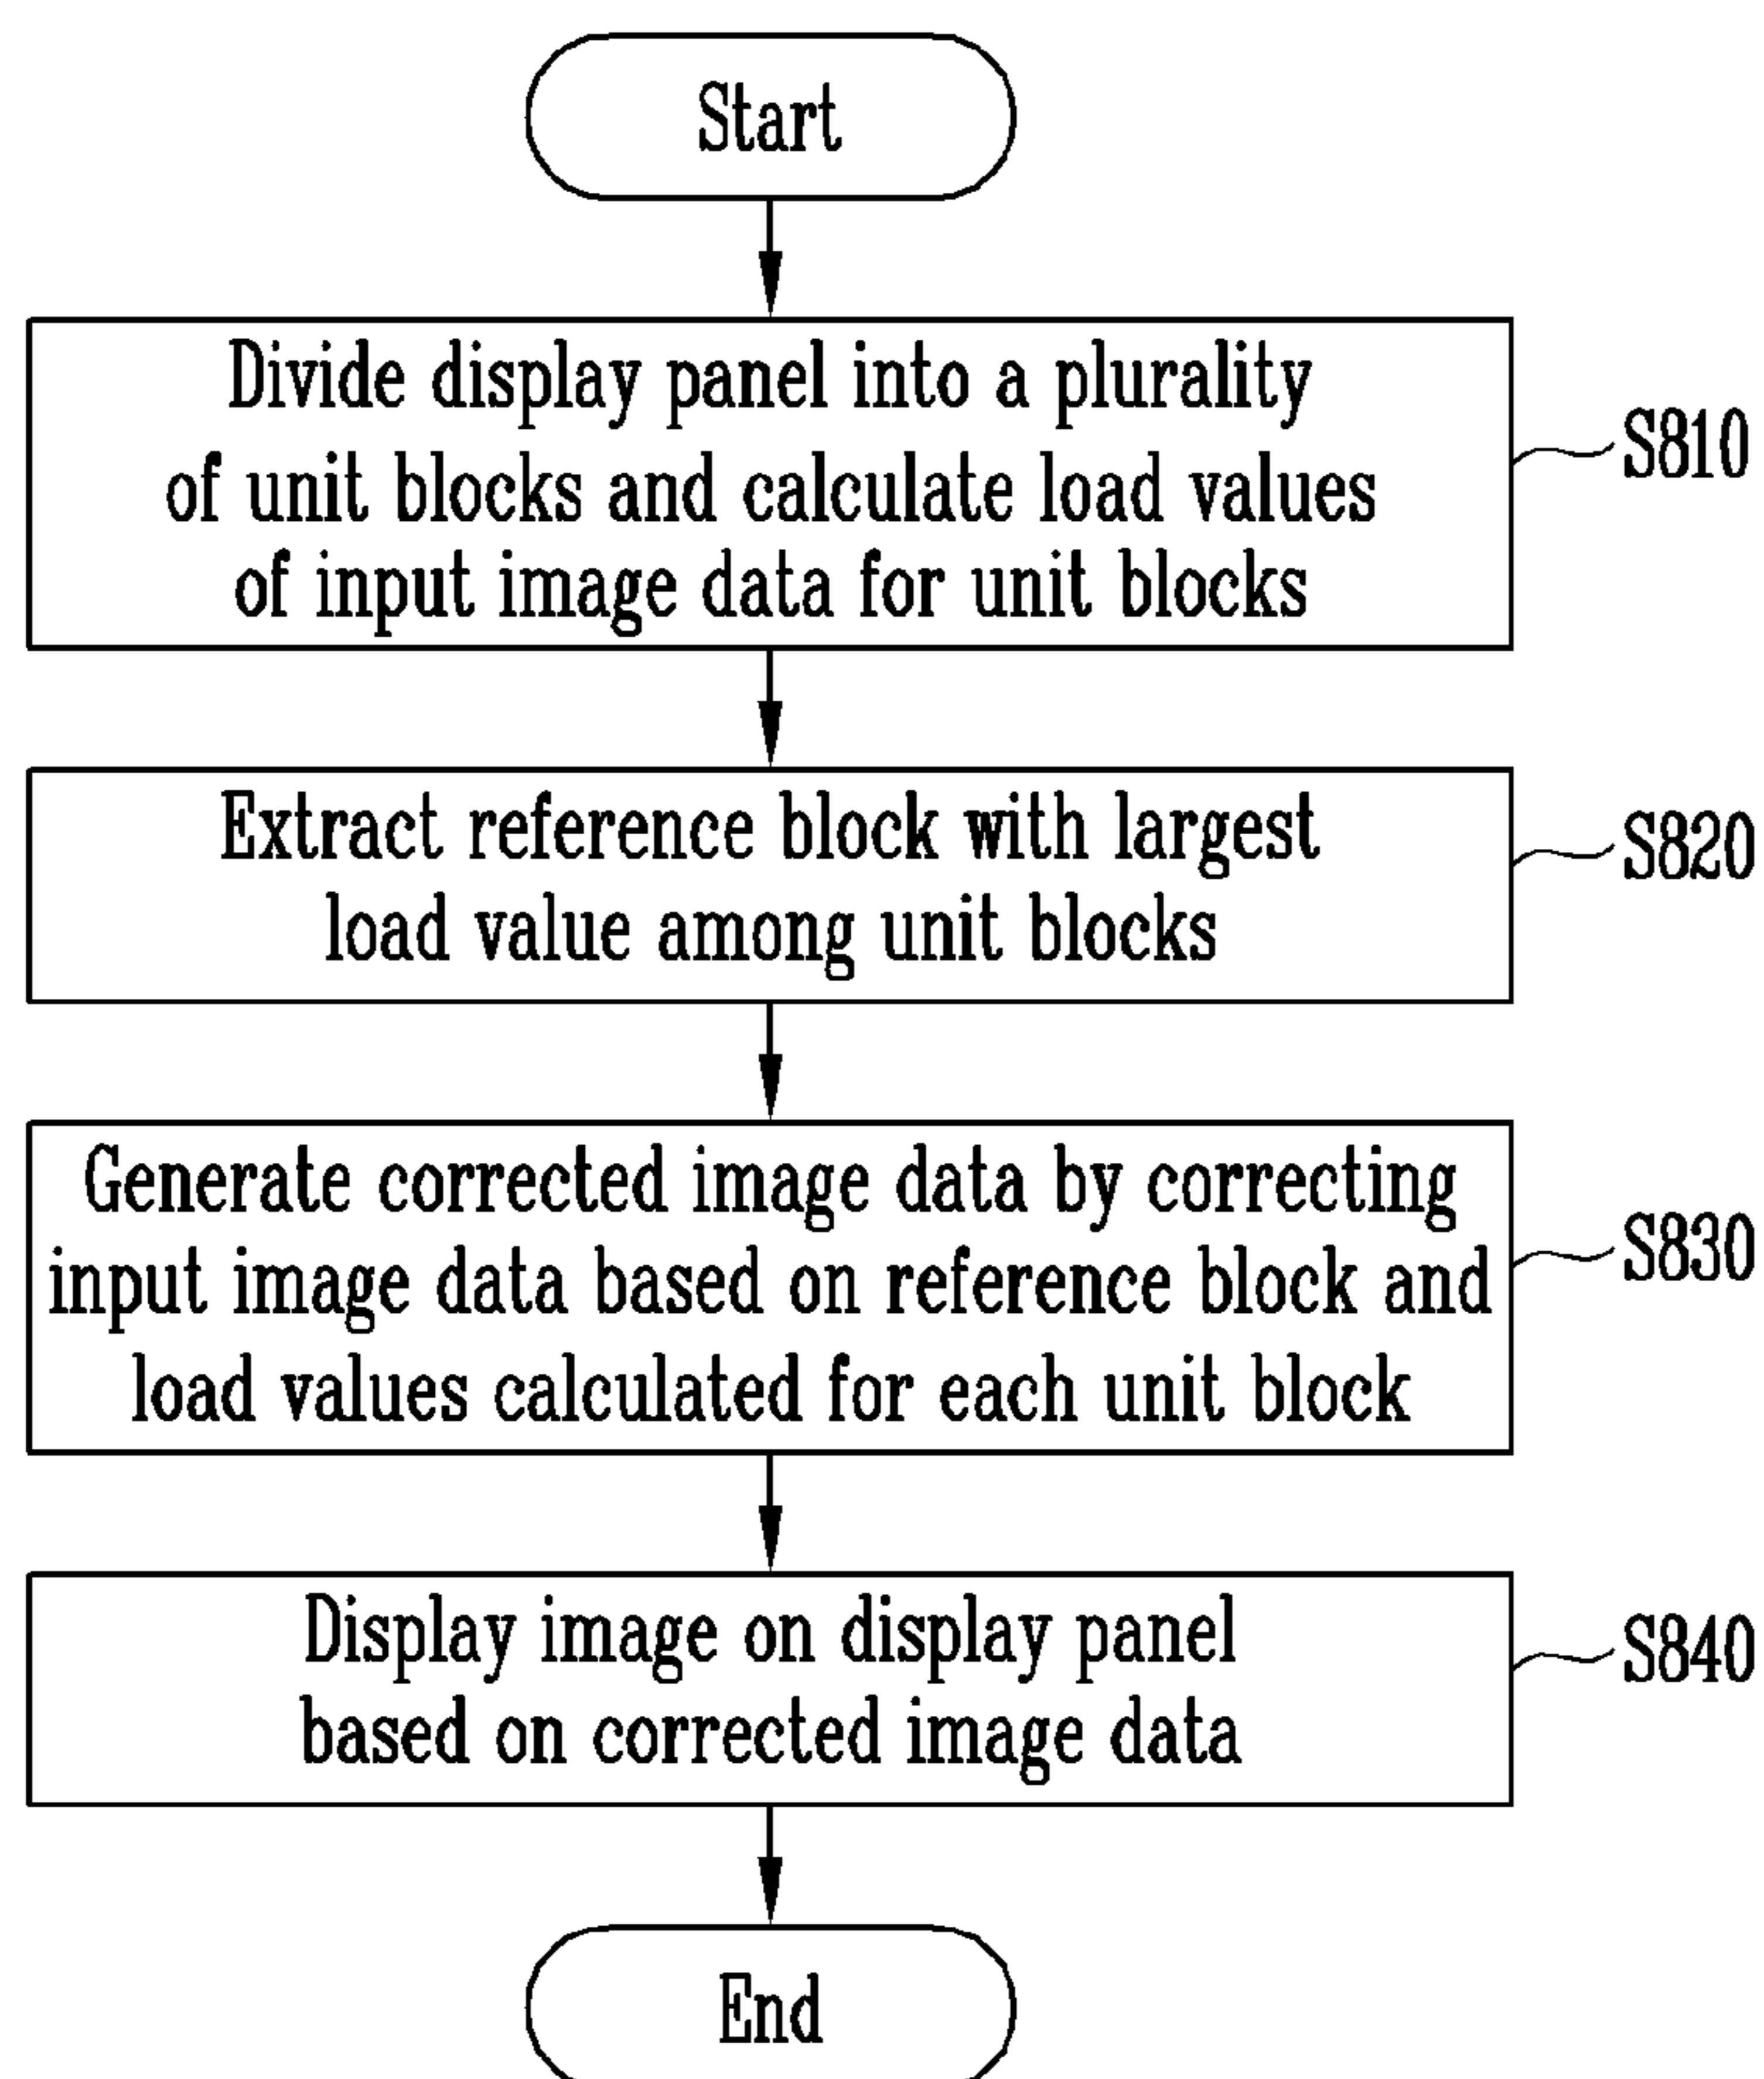 Start
Divide display panel into a plurality
of unit blocks and calculate load values
of input image data for unit blocks
S810
Extract reference block with largest
load value among unit blocks
S820
Generate corrected image data by correcting
input image data based on reference block and
load values calculated for each unit block
S830
Display image on display panel
based on corrected image data
S840
End